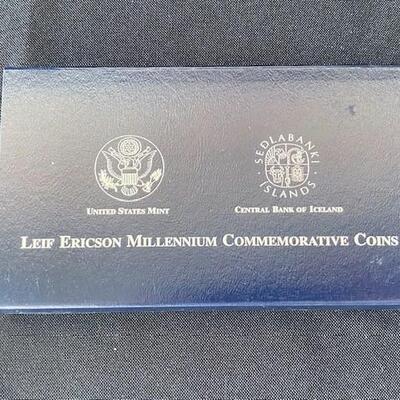 SEÐLABANKI
ÍSLANDS
UNITED STATES MINT
CENTRAL BANK OF ICELAND
LEIF ERICSON MILLENNIUM COMMEMORATIVE COINS